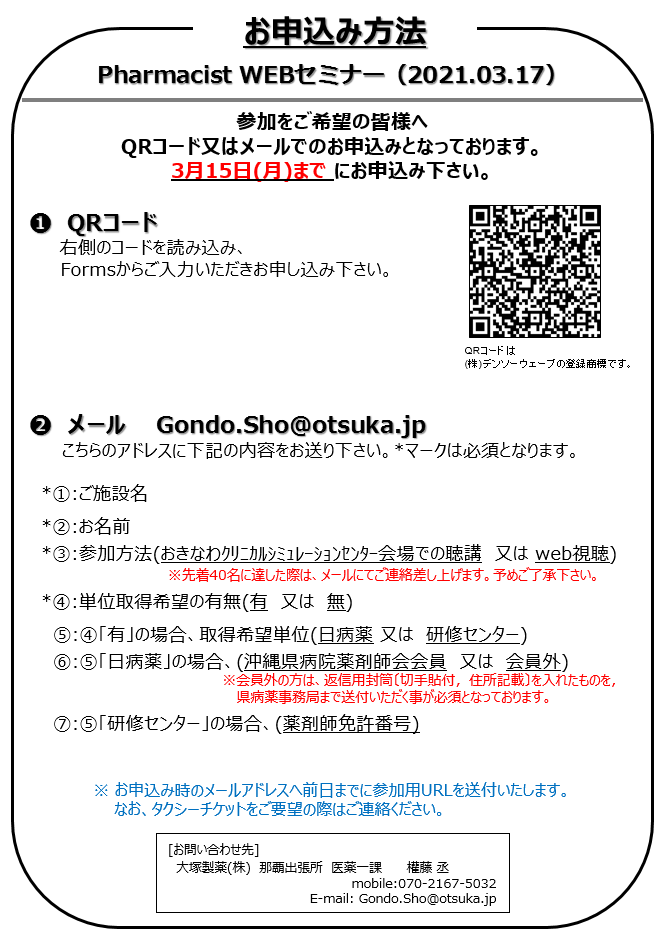 お申込み方法
Pharmacist WEBセミナー（2021.03.17）
参加をご希望の皆様へ
QRコード又はメールでのお申込みとなっております。
3月15日(月)まで にお申込み下さい。
❶ QRコード
右側のコードを読み込み、
Formsからご入力いただきお申し込み下さい。
QRコードは
(株)デンソーウェーブの登録商標です。
❷ メール Gondo.Sho@otsuka.jp
こちらのアドレスに下記の内容をお送り下さい。*マークは必須となります。
*①:ご施設名
*②:お名前
*③:参加方法(おきなわクリニカルシミュレーションセンター会場での聴講 又は web視聴)
※先着40名に達した際は、メールにてご連絡差し上げます。予めご了承下さい。
*④:単位取得希望の有無(有 又は 無)
⑤:④「有」の場合、取得希望単位(日病薬 又は 研修センター)
⑥:⑤「日病薬」の場合、(沖縄県病院薬剤師会会員 又は 会員外)
※会員外の方は、返信用封筒〔切手貼付, 住所記載〕を入れたものを,
県病薬事務局まで送付いただく事が必須となっております。
⑦:⑤「研修センター」の場合、(薬剤師免許番号)
※ お申込み時のメールアドレスへ前日までに参加用URLを送付いたします。
なお、タクシーチケットをご要望の際はご連絡ください。
[お問い合わせ先]
大塚製薬(株) 那覇出張所 医薬一課 權藤 丞
mobile:070-2167-5032
E-mail: Gondo.Sho@otsuka.jp